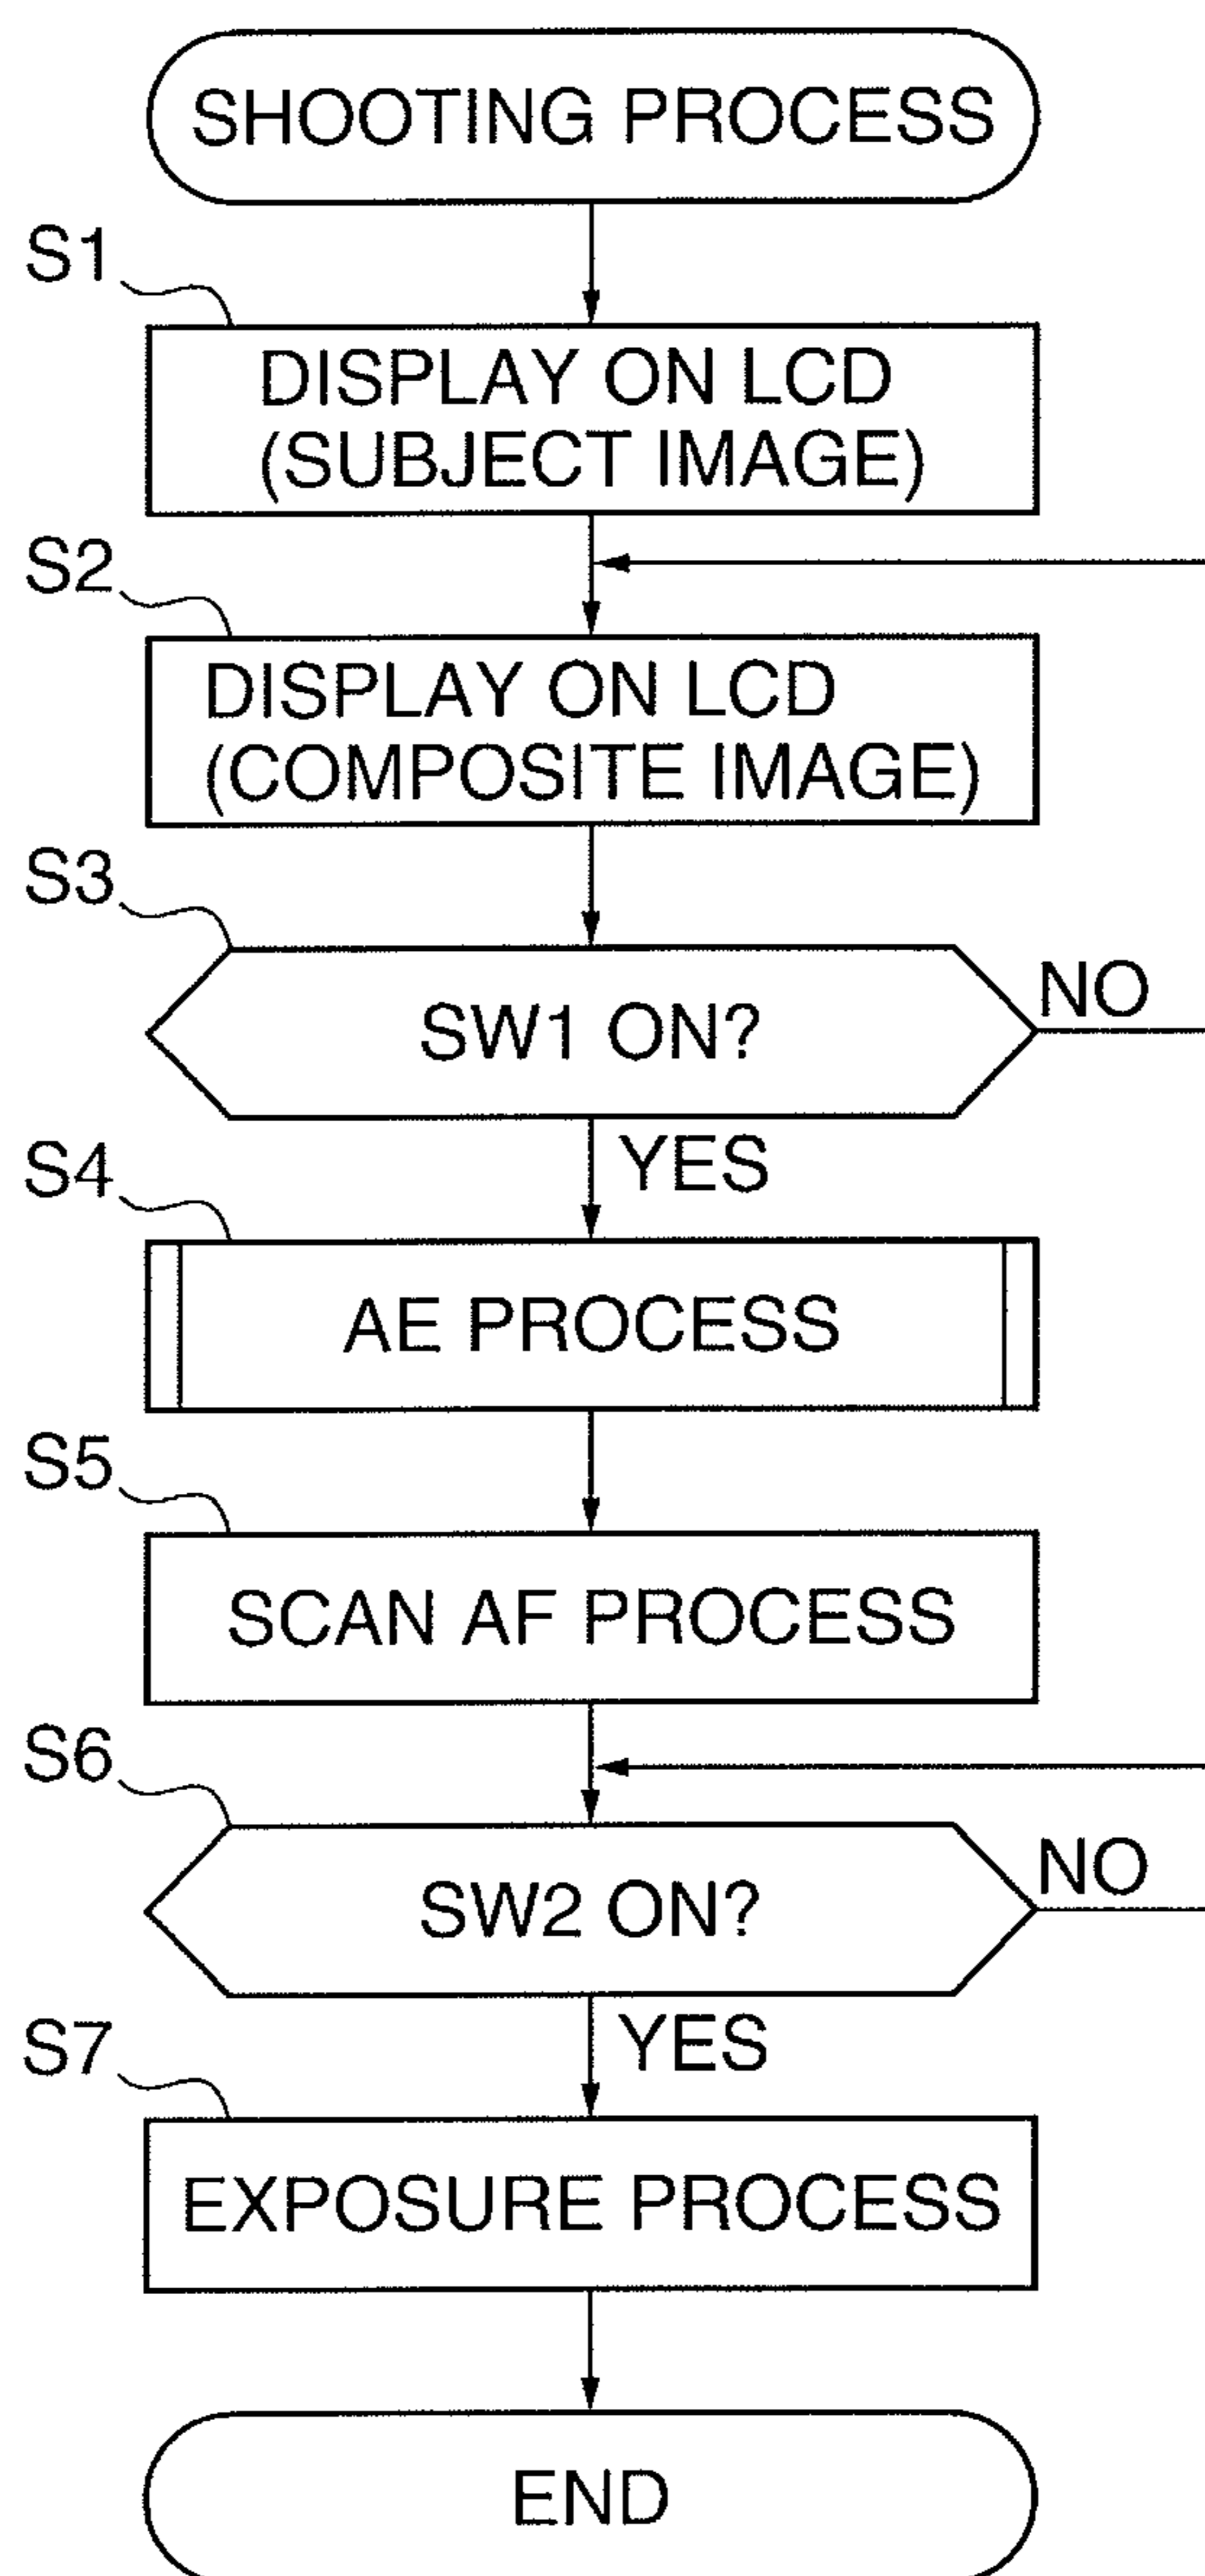 SHOOTING PROCESS
S1
DISPLAY ON LCD
(SUBJECT IMAGE)
S2
DISPLAY ON LCD
(COMPOSITE IMAGE)
S3
SW1 ON?
NO
YES
S4
AE PROCESS
S5
SCAN AF PROCESS
S6
SW2 ON?
NO
YES
S7
EXPOSURE PROCESS
END